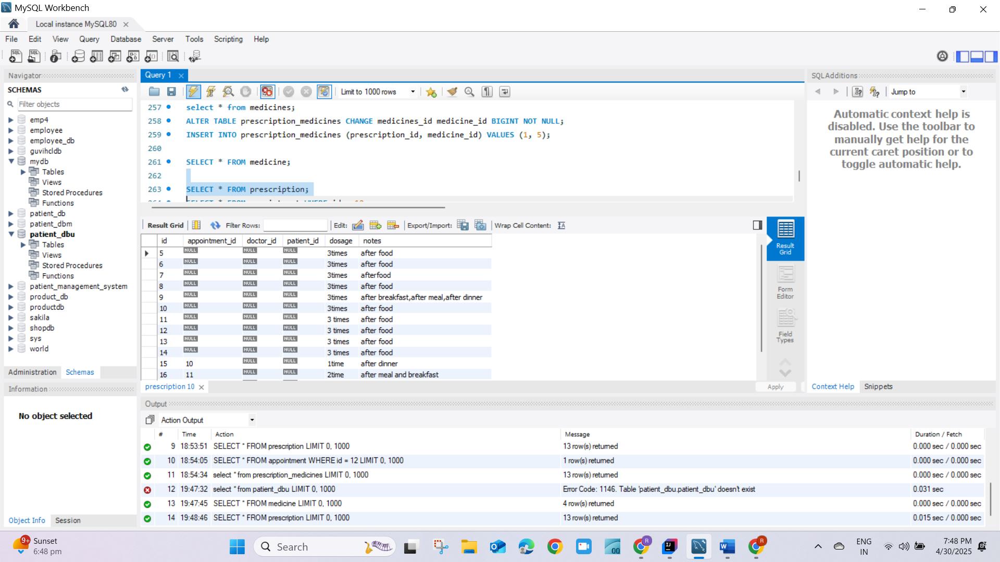 MySQL Workbench
Local instance MySQL80
File Edit View Query Database Server Tools Scripting Help
Navigator
SCHEMAS
Filter objects
emp4
employee
employee_db
guvihcldb
mydb
Tables
Views
Stored Procedures
Functions
patient_db
patient_dbm
patient_dbu
Tables
Views
Stored Procedures
Functions
patient_management_system
product_db
productdb
sakila
shopdb
sys
world
Administration Schemas
Information
No object selected
Object Info Session
Query 1
Limit to 1000 rows
257 select * from medicines;
258 ALTER TABLE prescription_medicines CHANGE medicines_id medicine_id BIGINT NOT NULL;
259 INSERT INTO prescription_medicines (prescription_id, medicine_id) VALUES (1, 5);
260
261 SELECT * FROM medicine;
262
263 SELECT * FROM prescription;
Result Grid Filter Rows: Edit: Export/Import: Wrap Cell Content:
id appointment_id doctor_id patient_id dosage notes
5 NULL NULL NULL 3times after food
6 NULL NULL NULL 3times after food
7 NULL NULL NULL 3times afterfood
8 NULL NULL NULL 3times after food
9 NULL NULL NULL 3times after breakfast,after meal,after dinner
10 NULL NULL NULL 3times after food
11 NULL NULL NULL 3 times after food
12 NULL NULL NULL 3 times after food
13 NULL NULL NULL 3 times after food
14 NULL NULL NULL 3 times after food
15 10 NULL NULL 1time after dinner
16 11 NULL NULL 2time after meal and breakfast
Result
Grid
Form
Editor
Field
Types
prescription 10
Apply
SQLAdditions
Jump to
Automatic context help is
disabled. Use the toolbar to
manually get help for the
current caret position or to
toggle automatic help.
Context Help Snippets
Output
Action Output
# Time Action Message Duration / Fetch
9 18:53:51 SELECT * FROM prescription LIMIT 0, 1000 13 row(s) returned 0.000 sec / 0.000 sec
10 18:54:05 SELECT * FROM appointment WHERE id = 12 LIMIT 0, 1000 1 row(s) returned 0.000 sec / 0.000 sec
11 18:54:34 select * from prescription_medicines LIMIT 0, 1000 13 row(s) returned 0.000 sec / 0.000 sec
12 19:47:32 select * from patient_dbu LIMIT 0, 1000 Error Code: 1146. Table 'patient_dbu.patient_dbu' doesn't exist 0.031 sec
13 19:47:45 SELECT * FROM medicine LIMIT 0, 1000 4 row(s) returned 0.000 sec / 0.000 sec
14 19:48:46 SELECT * FROM prescription LIMIT 0, 1000 13 row(s) returned 0.015 sec / 0.000 sec
9+ Sunset
6:48 pm
Search
ENG
IN
7:48 PM
4/30/2025